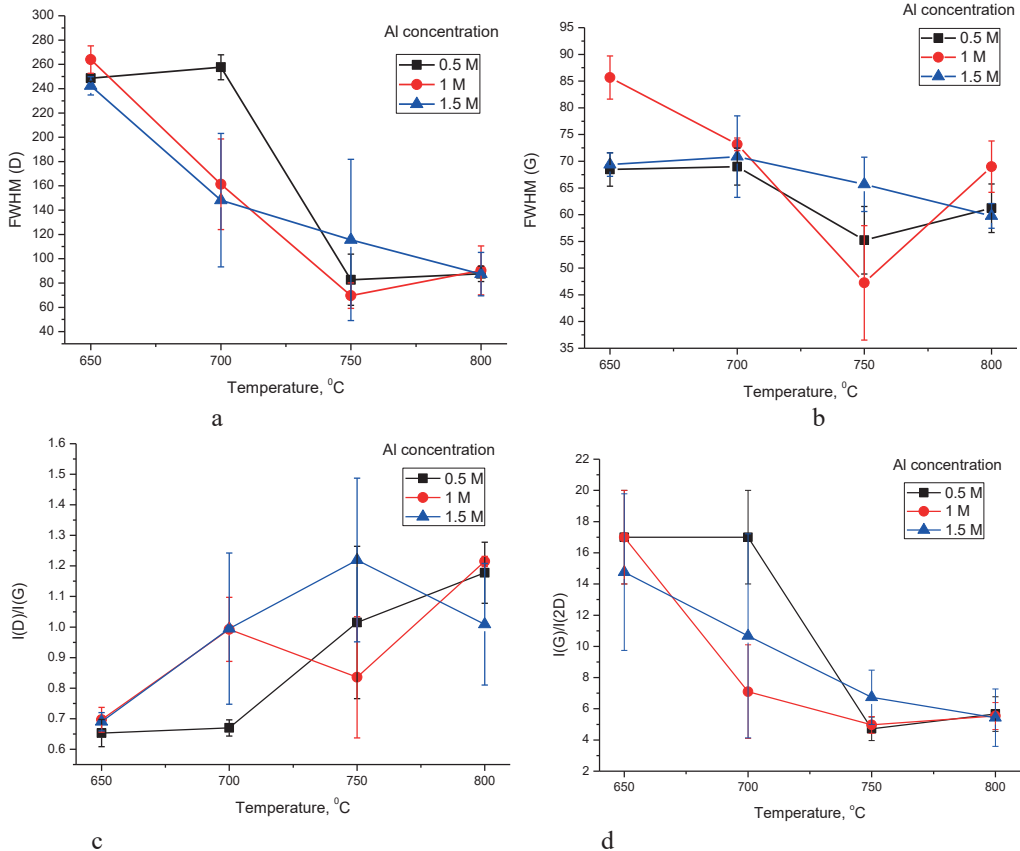 Al concentration
0.5 M
1 M
1.5 M
300
280
260
240
220
200
180
160
140
120
100
80
60
40
FWHM (D)
650
700
750
800
Temperature, ⁰C
a
Al concentration
0.5 M
1 M
1.5 M
95
90
85
80
75
70
65
60
55
50
45
40
35
FWHM (G)
650
700
750
800
Temperature, ⁰C
b
Al concentration
0.5 M
1 M
1.5 M
1.6
1.5
1.4
1.3
1.2
1.1
1.0
0.9
0.8
0.7
0.6
I(D)/I(G)
650
700
750
800
Temperature, °C
c
Al concentration
0.5 M
1 M
1.5 M
22
20
18
16
14
12
10
8
6
4
2
I(G)/I(2D)
650
700
750
800
Temperature, °C
d